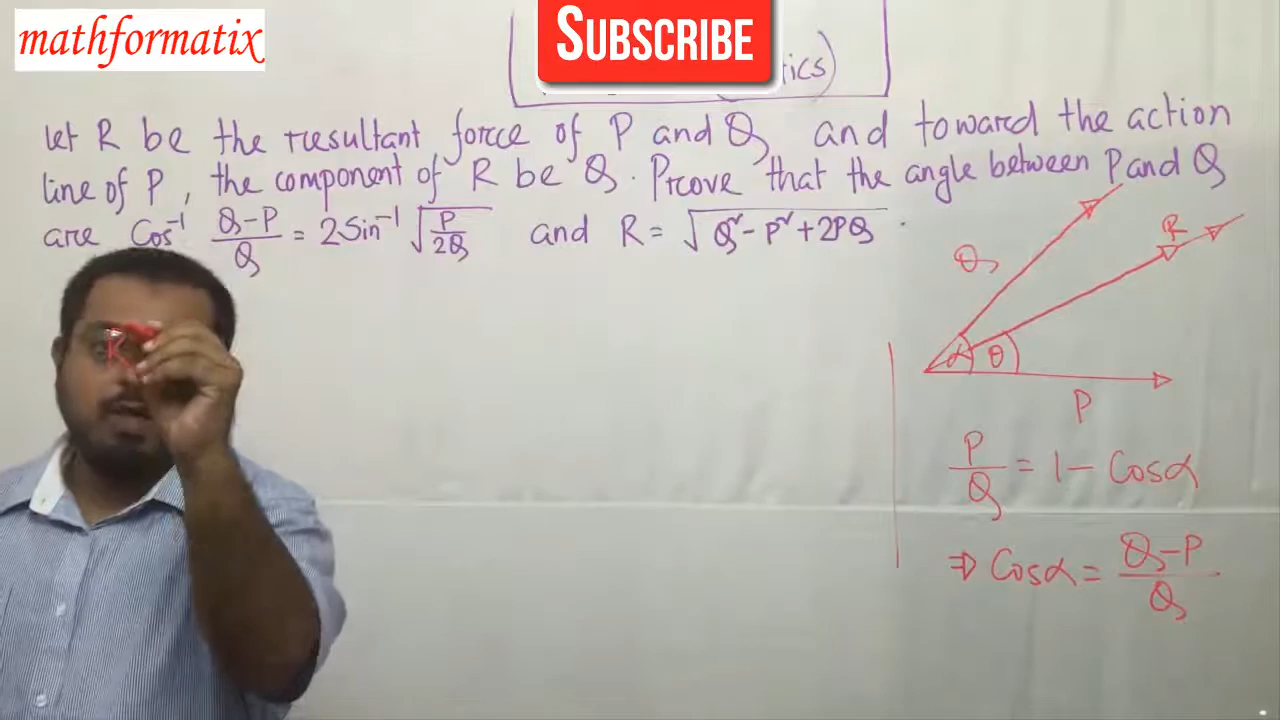 mathformatix
SUBSCRIBE
tics)
let R be the resultant force of P and Q and toward the action
line of P, the component of R be Q. Prove that the angle between P and Q
are Cos⁻¹ (Q-P)/Q = 2Sin⁻¹ √(P/2Q) and R = √(Q²-P²+2PQ) .
Q
R
α θ
P
P/Q = 1 - Cosα
⇒ Cosα = (Q-P)/Q
R